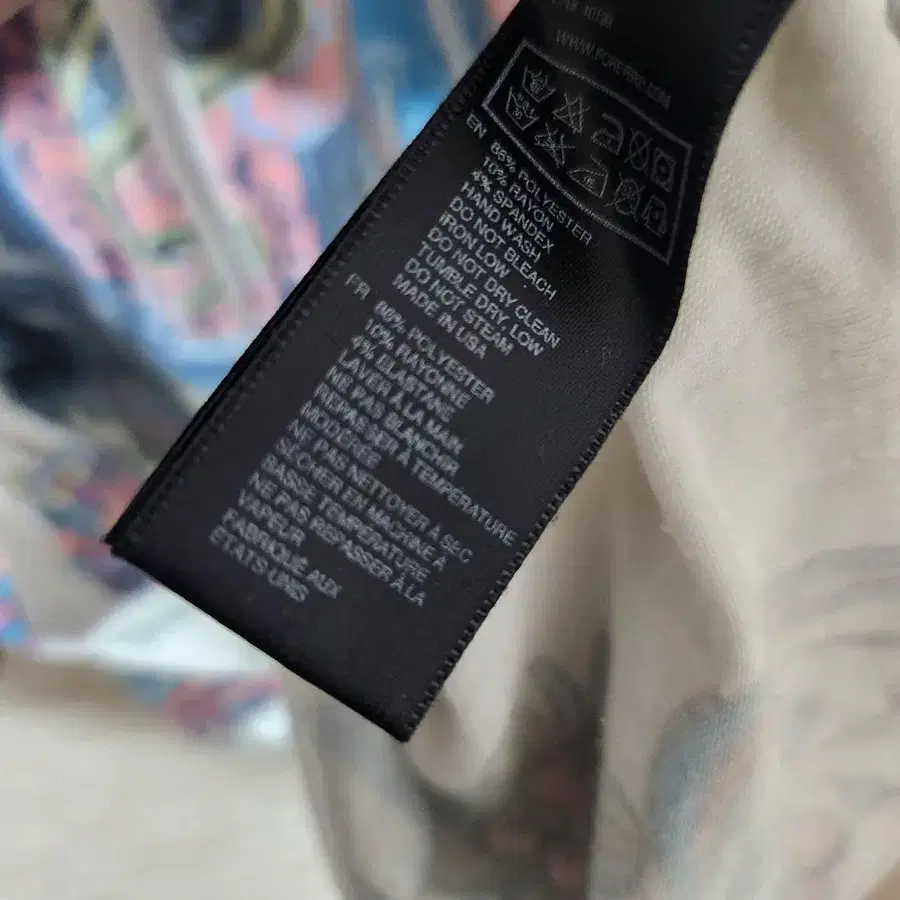 WWW.FOREVER21.COM
EN
86% POLYESTER
10% RAYON
4% SPANDEX
HAND WASH
DO NOT BLEACH
IRON LOW
DO NOT DRY CLEAN
TUMBLE DRY, LOW
DO NOT STEAM
MADE IN USA
FR
86% POLYESTER
10% RAYONNE
4% ÉLASTANE
LAVER À LA MAIN
NE PAS BLANCHIR
REPASSER À TEMPÉRATURE
MODÉRÉE
NE PAS NETTOYER À SEC
SÉCHER EN MACHINE À
BASSE TEMPÉRATURE
NE PAS REPASSER À LA
VAPEUR
FABRIQUÉ AUX
ETATS UNIS